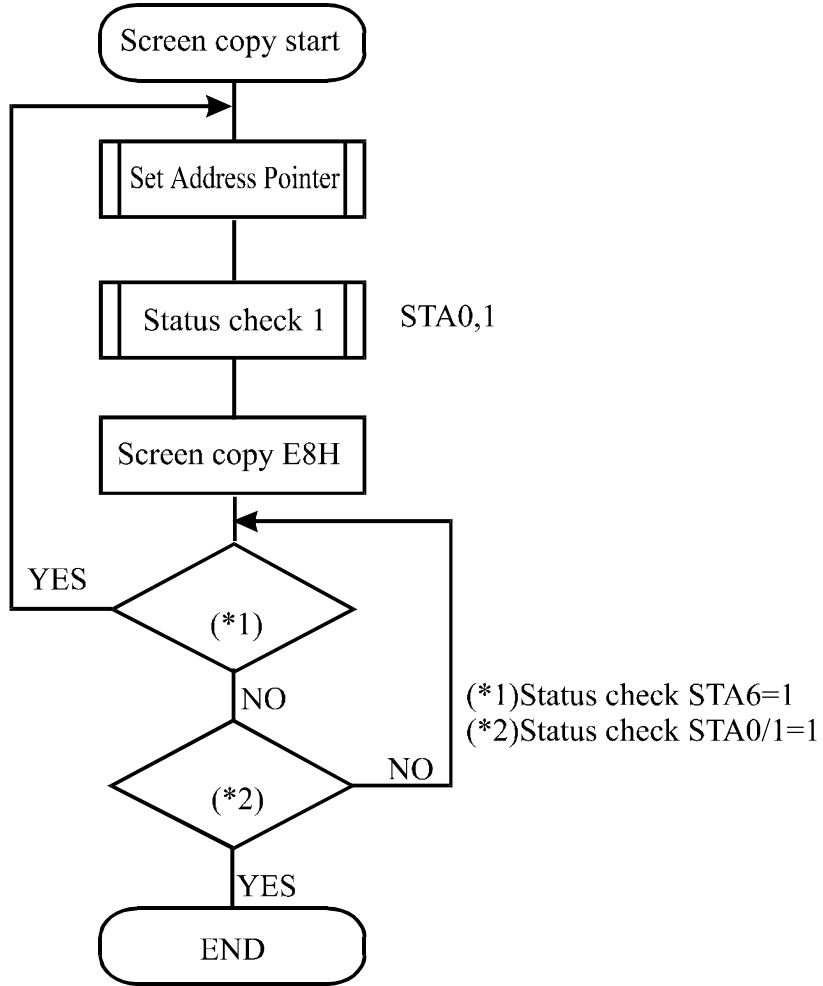 Screen copy start
Set Address Pointer
Status check 1
STA0,1
Screen copy E8H
YES
(*1)
NO
(*1)Status check STA6=1
(*2)Status check STA0/1=1
NO
(*2)
YES
END